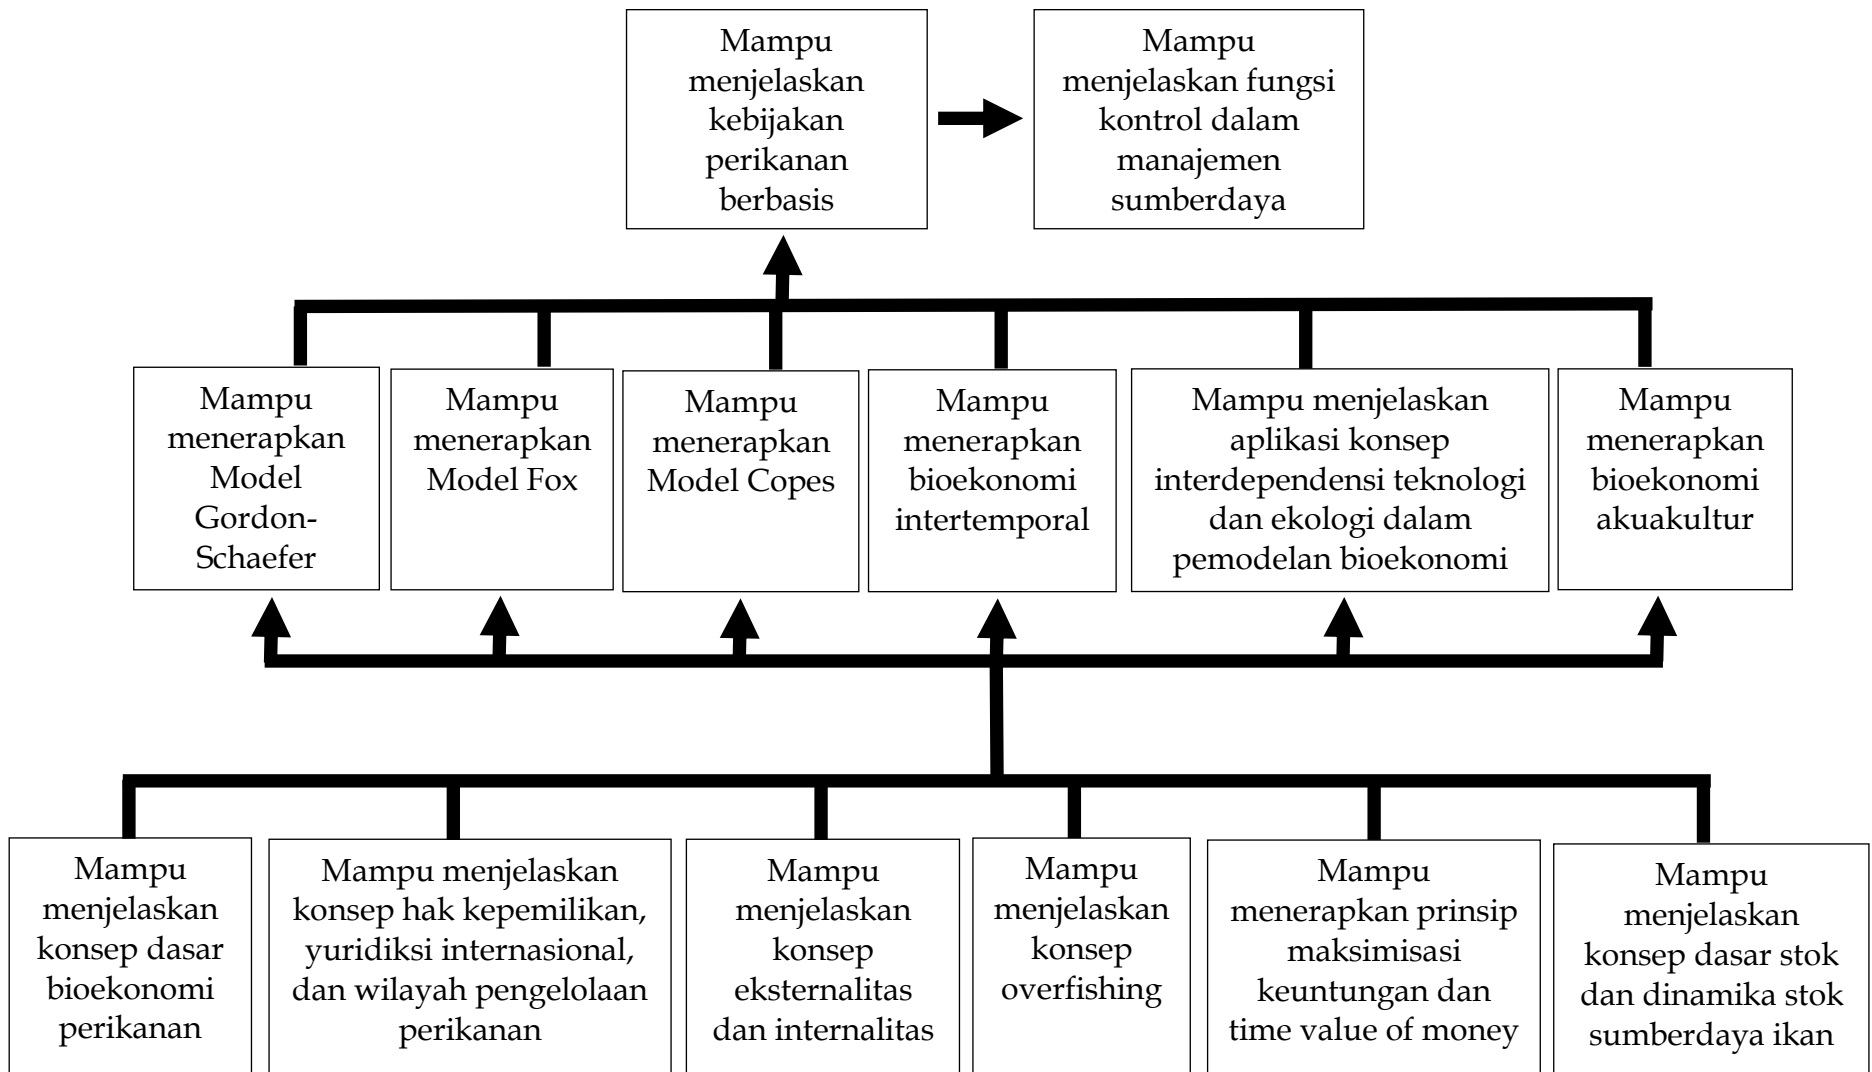 Mampu
menjelaskan
kebijakan
perikanan
berbasis
Mampu
menjelaskan fungsi
kontrol dalam
manajemen
sumberdaya
Mampu
menerapkan
Model
Gordon-
Schaefer
Mampu
menerapkan
Model Fox
Mampu
menerapkan
Model Copes
Mampu
menerapkan
bioekonomi
intertemporal
Mampu menjelaskan
aplikasi konsep
interdependensi teknologi
dan ekologi dalam
pemodelan bioekonomi
Mampu
menerapkan
bioekonomi
akuakultur
Mampu
menjelaskan
konsep dasar
bioekonomi
perikanan
Mampu menjelaskan
konsep hak kepemilikan,
yuridiksi internasional,
dan wilayah pengelolaan
perikanan
Mampu
menjelaskan
konsep
eksternalitas
dan internalitas
Mampu
menjelaskan
konsep
overfishing
Mampu
menerapkan prinsip
maksimisasi
keuntungan dan
time value of money
Mampu
menjelaskan
konsep dasar stok
dan dinamika stok
sumberdaya ikan